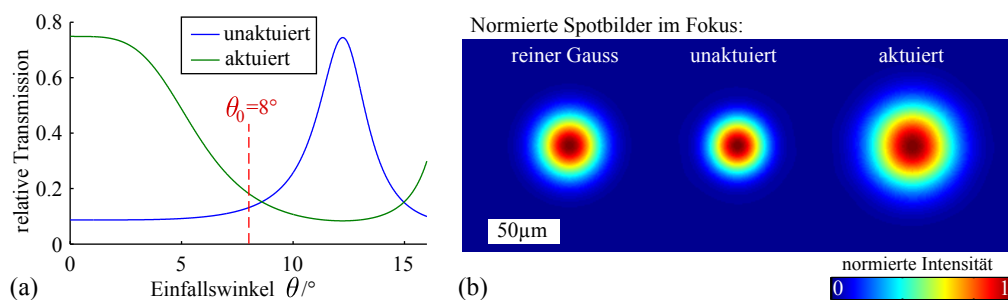 0.8
0.6
0.4
0.2
0
0
5
10
15
relative Transmission
Einfallswinkel θ/°
unaktuiert
aktuiert
θ₀=8°
(a)
Normierte Spotbilder im Fokus:
reiner Gauss
unaktuiert
aktuiert
50µm
(b)
normierte Intensität
0
1